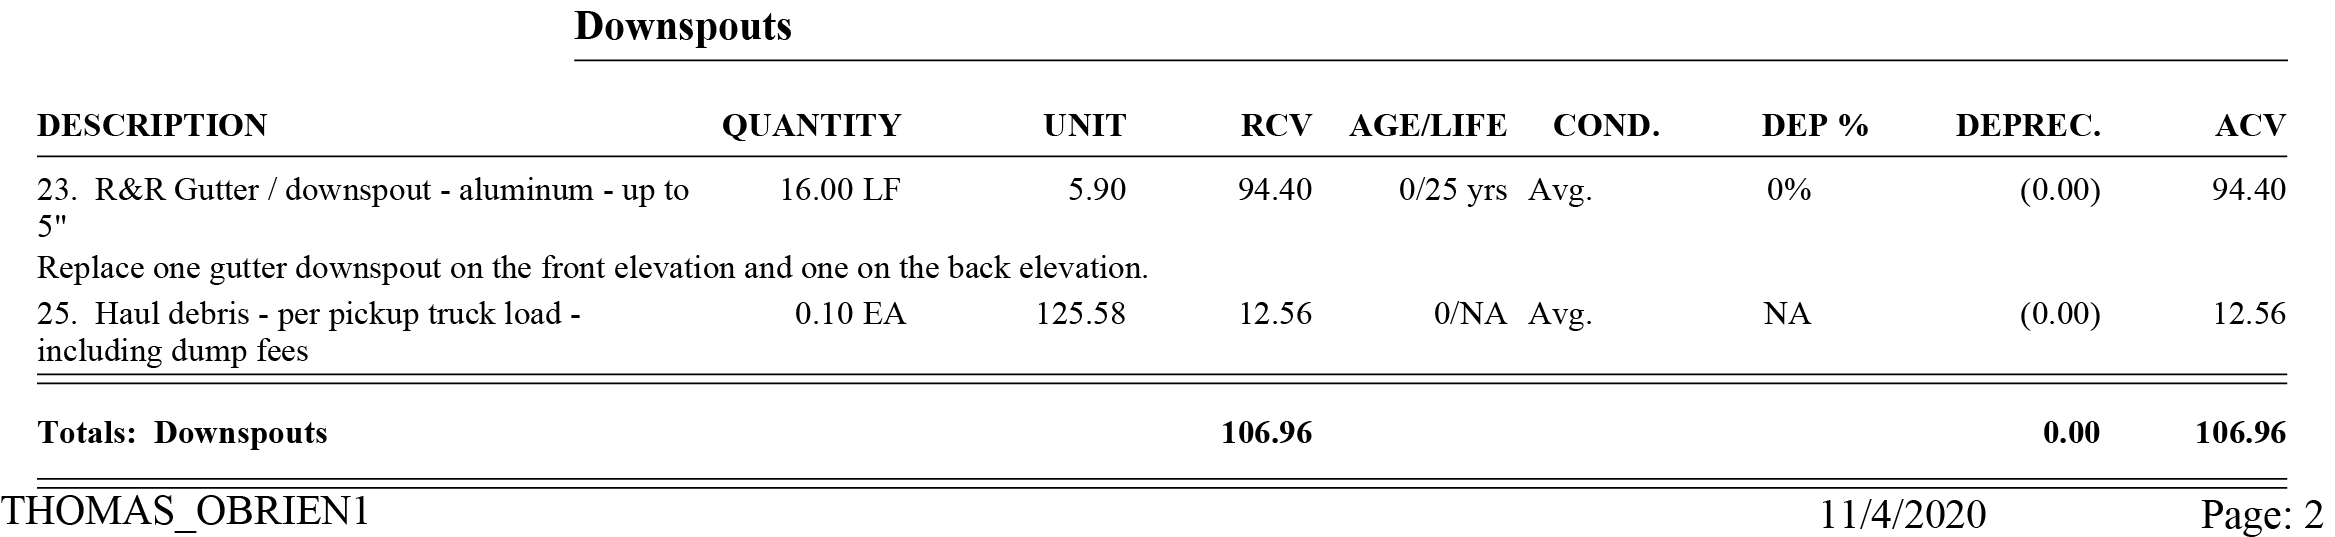 Downspouts
DESCRIPTION QUANTITY UNIT RCV AGE/LIFE COND. DEP % DEPREC. ACV
23. R&R Gutter / downspout - aluminum - up to 16.00 LF 5.90 94.40 0/25 yrs Avg. 0% (0.00) 94.40
5"
Replace one gutter downspout on the front elevation and one on the back elevation.
25. Haul debris - per pickup truck load - 0.10 EA 125.58 12.56 0/NA Avg. NA (0.00) 12.56
including dump fees
Totals: Downspouts 106.96 0.00 106.96
THOMAS_OBRIEN1 11/4/2020 Page: 2